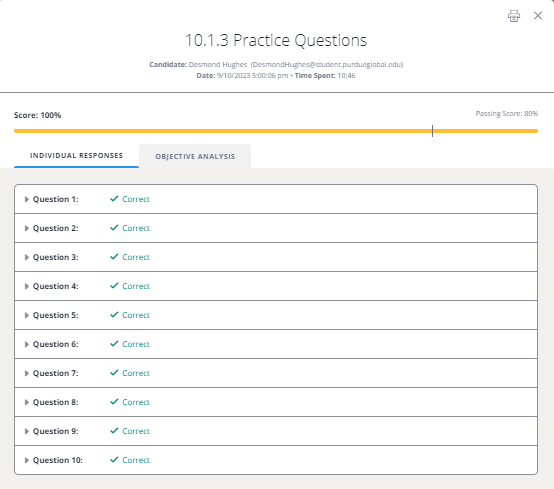 10.1.3 Practice Questions
Candidate: Desmond Hughes (DesmondHughes@student.purdueglobal.edu)
Date: 9/10/2023 5:00:06 pm • Time Spent: 10:46
Score: 100%
Passing Score: 80%
INDIVIDUAL RESPONSES
OBJECTIVE ANALYSIS
Question 1: Correct
Question 2: Correct
Question 3: Correct
Question 4: Correct
Question 5: Correct
Question 6: Correct
Question 7: Correct
Question 8: Correct
Question 9: Correct
Question 10: Correct